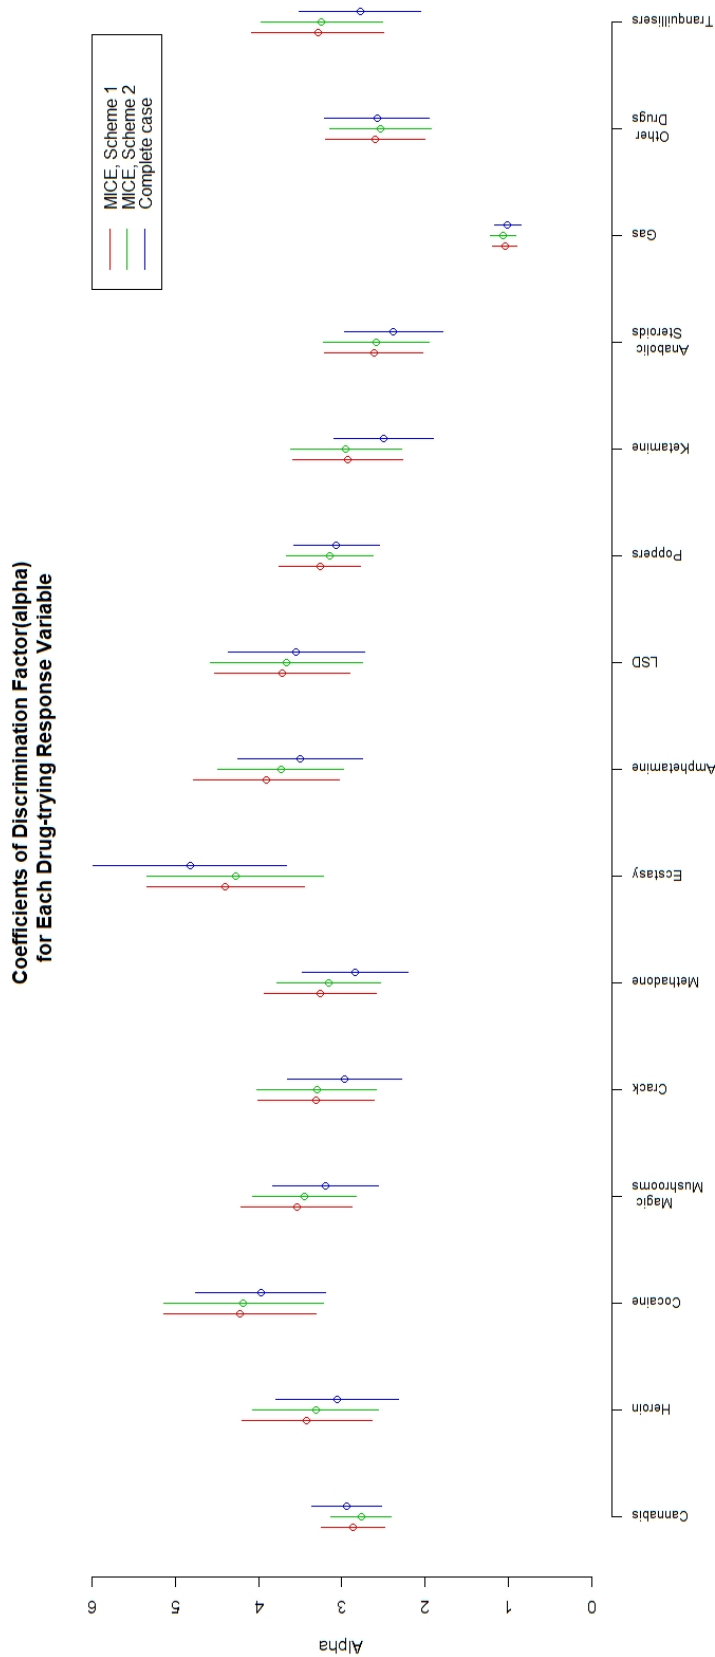 Coefficients of Discrimination Factor(alpha)
for Each Drug-trying Response Variable
MICE, Scheme 1
MICE, Scheme 2
Complete case
Alpha
0
1
2
3
4
5
6
Cannabis
Heroin
Cocaine
Magic
Mushrooms
Crack
Methadone
Ecstasy
Amphetamine
LSD
Poppers
Ketamine
Anabolic
Steroids
Gas
Other
Drugs
Tranquilisers